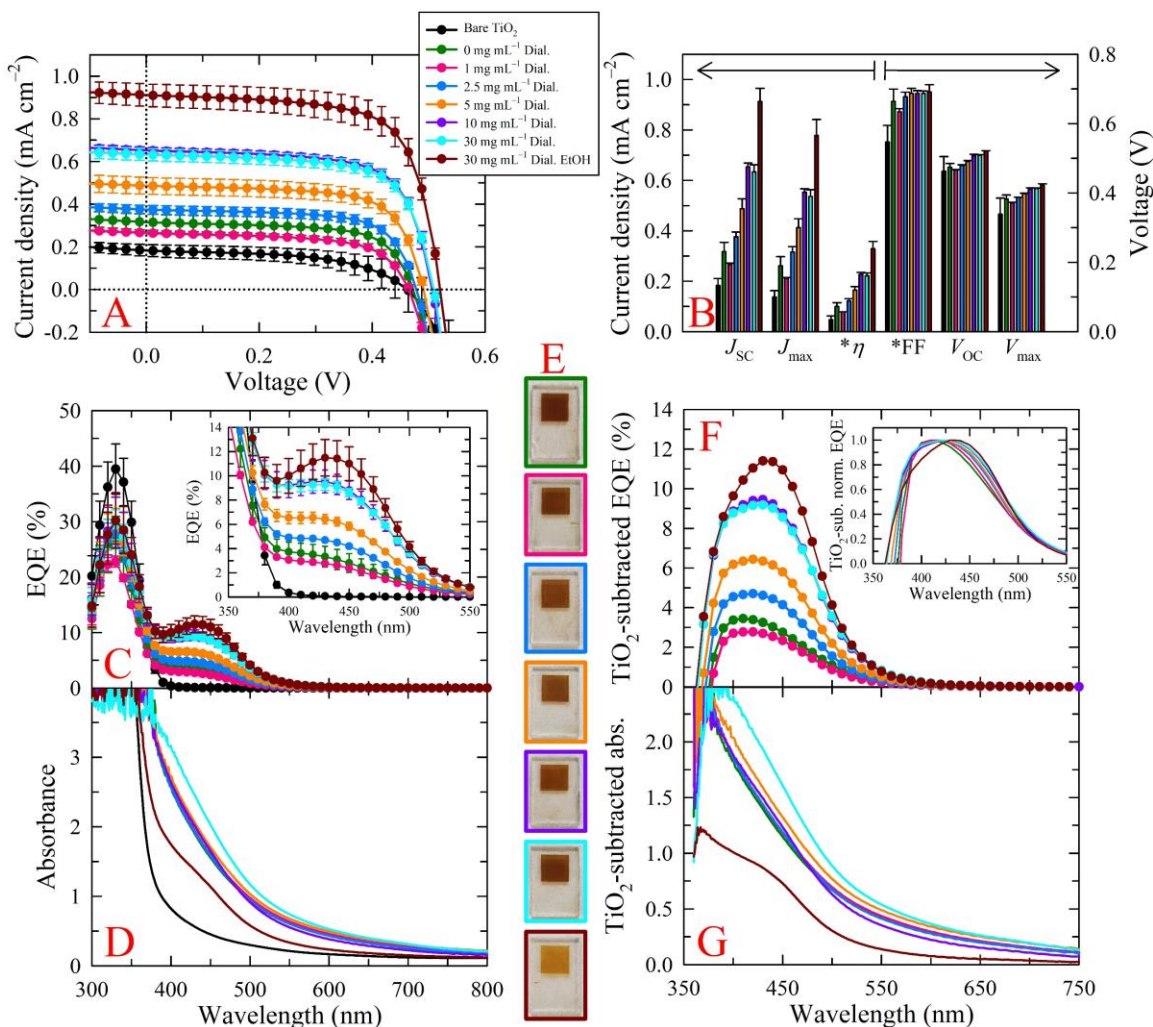 Bare TiO₂
0 mg mL⁻¹ Dial.
1 mg mL⁻¹ Dial.
2.5 mg mL⁻¹ Dial.
5 mg mL⁻¹ Dial.
10 mg mL⁻¹ Dial.
30 mg mL⁻¹ Dial.
30 mg mL⁻¹ Dial. EtOH
Current density (mA cm⁻²)
1.0
0.8
0.6
0.4
0.2
0.0
-0.2
A
0.0 0.2 0.4 0.6
Voltage (V)
Current density (mA cm⁻²)
1.0
0.8
0.6
0.4
0.2
0.0
B
J_SC J_max *η *FF V_OC V_max
0.8
0.6
0.4
0.2
0.0
Voltage (V)
EQE (%)
50
40
30
20
10
0
C
EQE (%)
14
12
10
8
6
4
2
0
350 400 450 500 550
Wavelength (nm)
Absorbance
3
2
1
0
D
300 400 500 600 700 800
Wavelength (nm)
E
TiO₂-subtracted EQE (%)
14
12
10
8
6
4
2
0
F
TiO₂-sub. norm. EQE
1.0
0.8
0.6
0.4
0.2
0.0
350 400 450 500 550
Wavelength (nm)
TiO₂-subtracted abs.
2.0
1.5
1.0
0.5
0.0
G
350 450 550 650 750
Wavelength (nm)